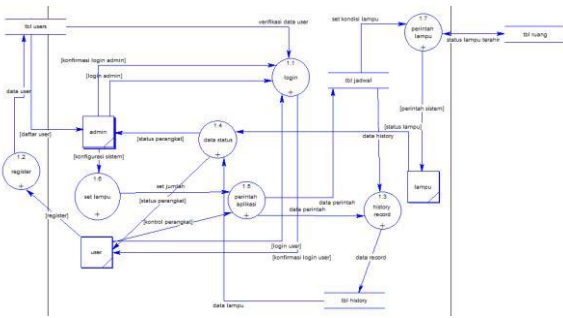 tbl users
verifikasi data user
set kondisi lampu
1.7
perintah
lampu
status lampu terahir
tbl ruang
[konfirmasi login admin]
[login admin]
1.1
login
tbl jadwal
data user
[perintah sistem]
[daftar user]
admin
[status perangket]
1.4
data status
[status lampu]
data history
[konfigurasi sistem]
1.2
register
1.6
set lampu
set jumlah
[status perangket]
1.5
perintah
aplikasi
data perintah
data perintah
lampu
1.3
history
record
[register]
[kontrol perangket]
user
[login user]
[konfirmasi login user]
data record
data lampu
tbl history